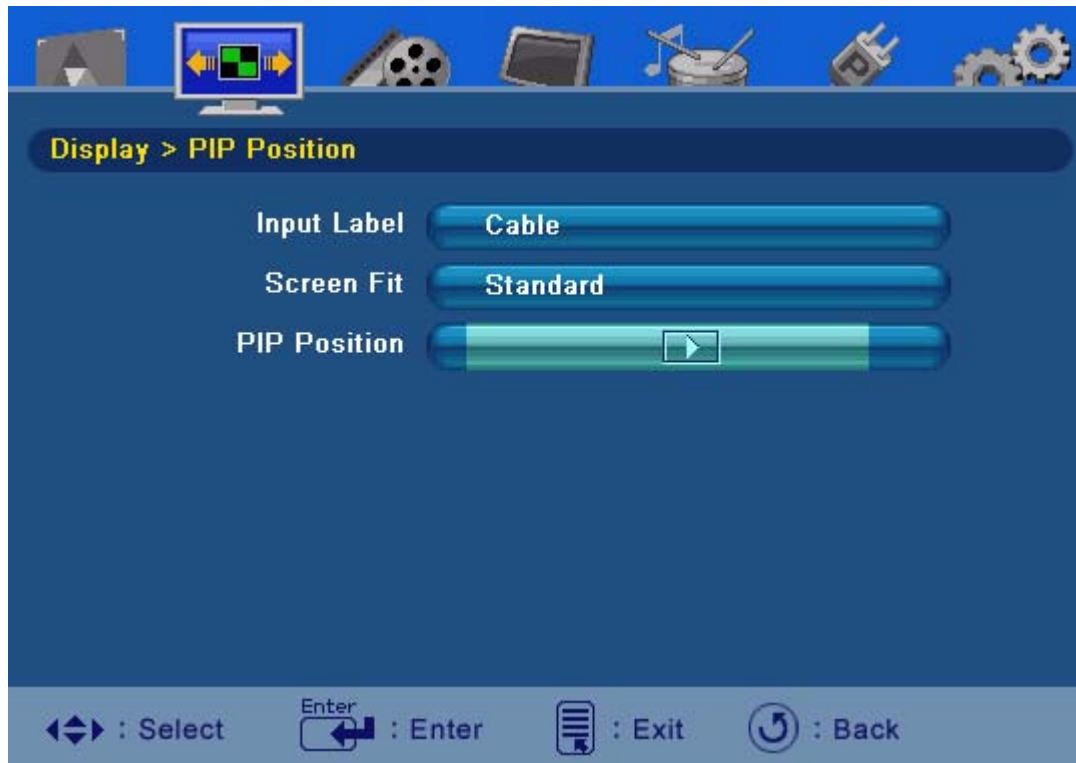 Display > PIP Position
Input Label Cable
Screen Fit Standard
PIP Position
Enter
: Select : Enter : Exit : Back